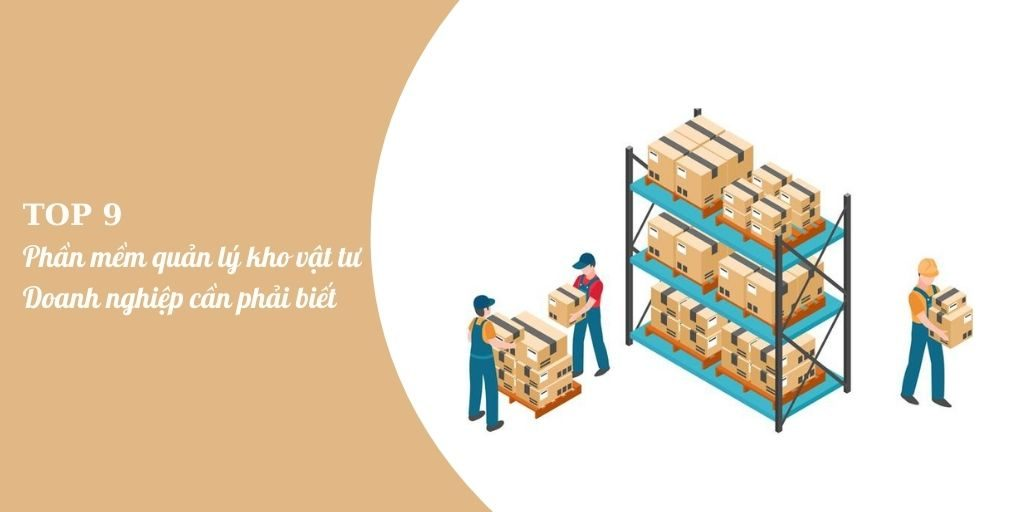 TOP 9
Phần mềm quản lý kho vật tư
Doanh nghiệp cần phải biết